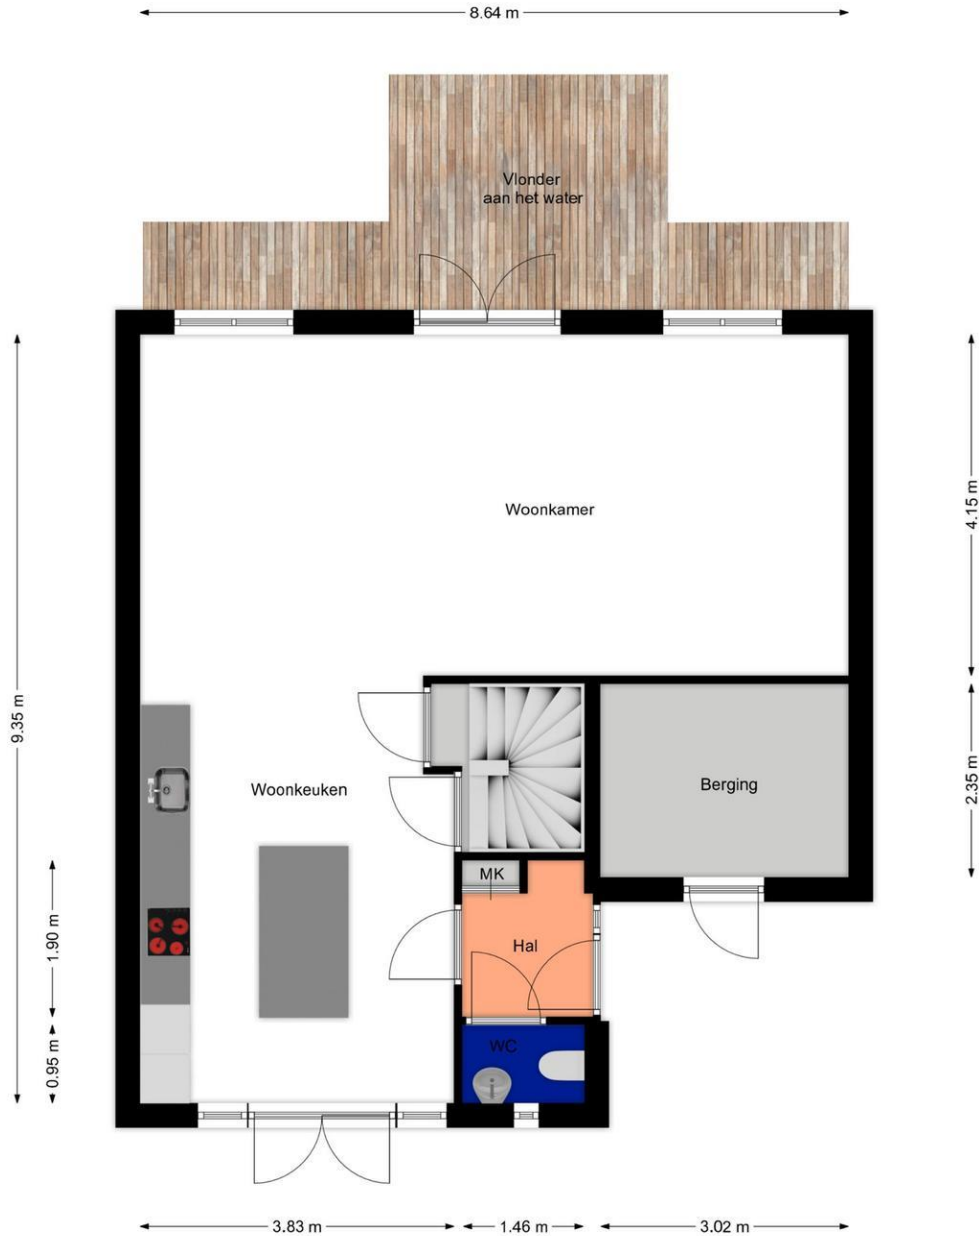 8.64 m
Vlonder
aan het water
Woonkamer
4.15 m
9.35 m
Woonkeuken
Berging
2.35 m
MK
1.90 m
Hal
WC
0.95 m
3.83 m
1.46 m
3.02 m